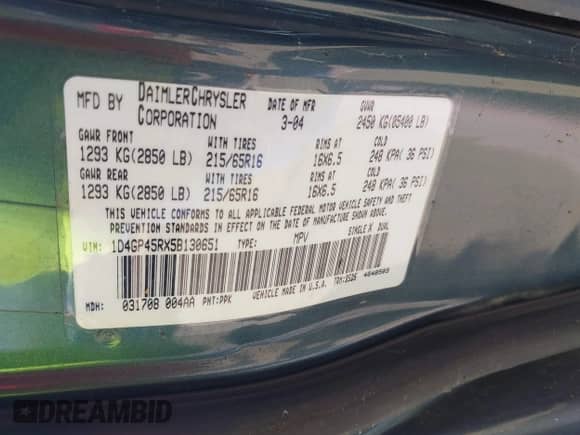 MFD BY DAIMLERCHRYSLER CORPORATION DATE OF MFR 3-04 GVWR 2450 KG(05400 LB)
GAWR FRONT WITH TIRES RIMS AT COLD
1293 KG(2850 LB) 215/65R16 16X6.5 240 KPA( 36 PSI)
GAWR REAR WITH TIRES RIMS AT COLD
1293 KG(2850 LB) 215/65R16 16X6.5 240 KPA( 36 PSI)
THIS VEHICLE CONFORMS TO ALL APPLICABLE FEDERAL MOTOR VEHICLE SAFETY AND THEFT
PREVENTION STANDARDS IN EFFECT ON THE DATE OF MANUFACTURE SHOWN ABOVE.
VIN: 1D4GP45RX5B130651 TYPE: MPV SINGLE X DUAL
MDH: 031708 004AA PNT:PPK VEHICLE MADE IN U.S.A.
DREAMBID